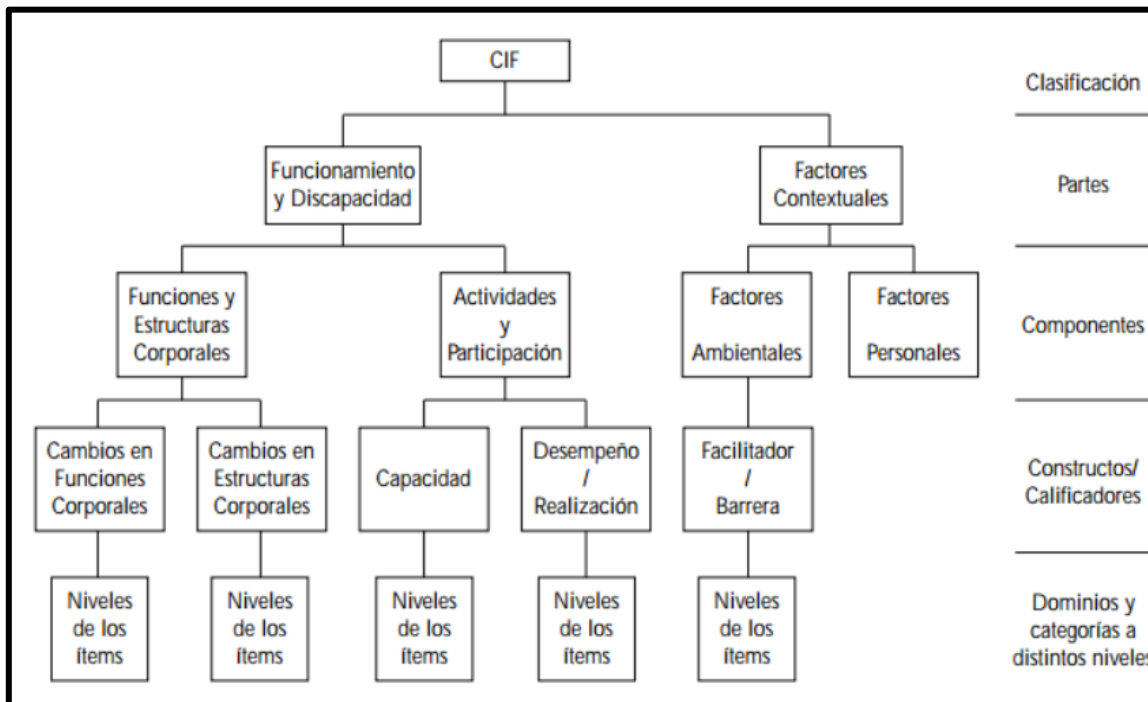 CIF
Clasificación
Funcionamiento
y Discapacidad
Factores
Contextuales
Partes
Funciones y
Estructuras
Corporales
Actividades
y
Participación
Factores
Ambientales
Factores
Personales
Componentes
Cambios en
Funciones
Corporales
Cambios en
Estructuras
Corporales
Capacidad
Desempeño
/
Realización
Facilitador
/
Barrera
Constructos/
Calificadores
Niveles
de los
ítems
Niveles
de los
ítems
Niveles
de los
ítems
Niveles
de los
ítems
Niveles
de los
ítems
Dominios y
categorías a
distintos niveles